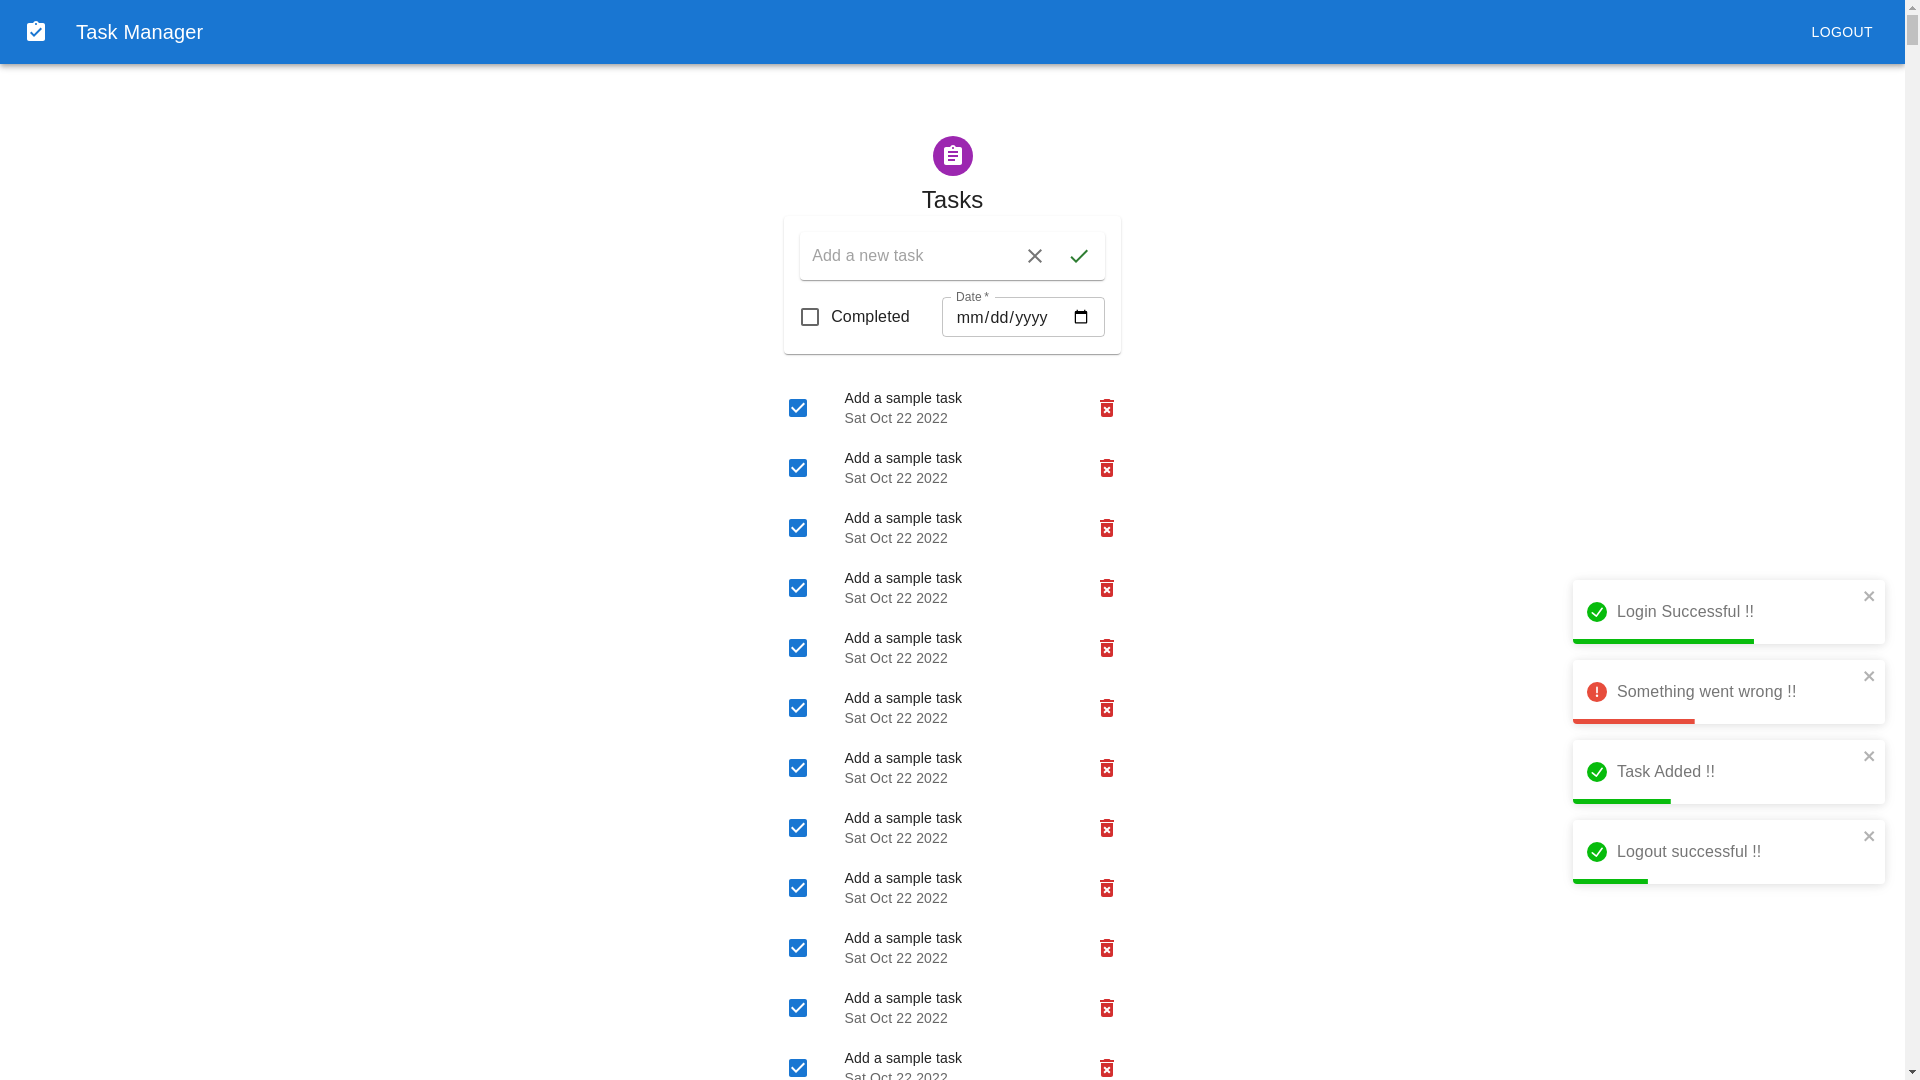 Task Manager
LOGOUT
Tasks
Add a new task
Completed
Date *
mm/dd/yyyy
Add a sample task
Sat Oct 22 2022
Add a sample task
Sat Oct 22 2022
Add a sample task
Sat Oct 22 2022
Add a sample task
Sat Oct 22 2022
Add a sample task
Sat Oct 22 2022
Add a sample task
Sat Oct 22 2022
Add a sample task
Sat Oct 22 2022
Add a sample task
Sat Oct 22 2022
Add a sample task
Sat Oct 22 2022
Add a sample task
Sat Oct 22 2022
Add a sample task
Sat Oct 22 2022
Add a sample task
Sat Oct 22 2022
Login Successful !!
Something went wrong !!
Task Added !!
Logout successful !!